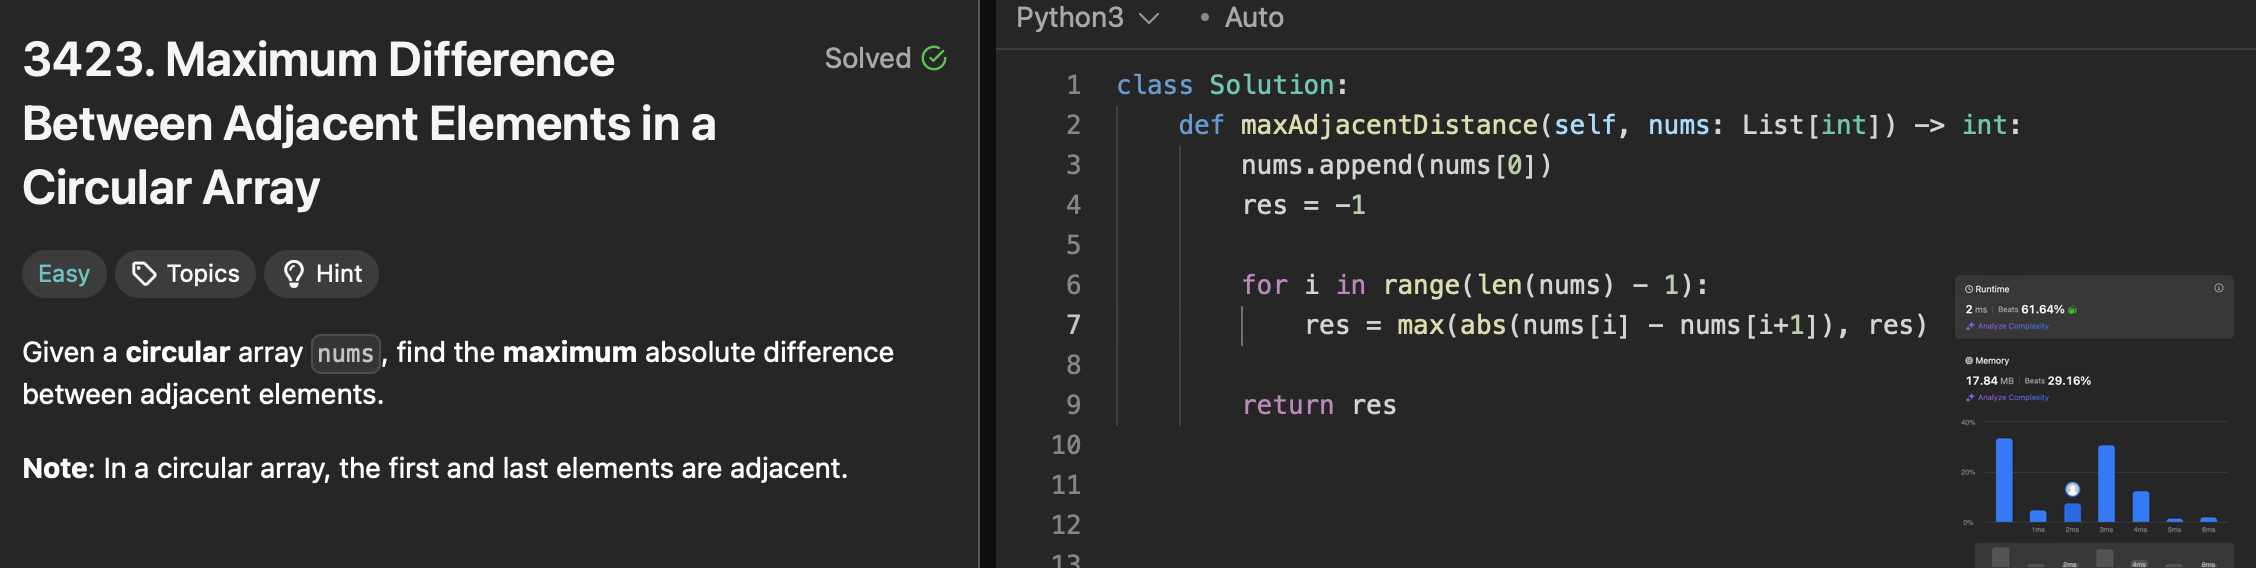 3423. Maximum Difference
Between Adjacent Elements in a
Circular Array
Solved
Easy
Topics
Hint
Given a circular array nums, find the maximum absolute difference
between adjacent elements.
Note: In a circular array, the first and last elements are adjacent.
Python3
• Auto
1 class Solution:
2     def maxAdjacentDistance(self, nums: List[int]) -> int:
3         nums.append(nums[0])
4         res = -1
5
6         for i in range(len(nums) - 1):
7             res = max(abs(nums[i] - nums[i+1]), res)
8
9         return res
10
11
12
13
Runtime
2 ms | Beats 61.64%
Analyze Complexity
Memory
17.84 MB | Beats 29.16%
Analyze Complexity
40%
20%
0%
1ms 2ms 3ms 4ms 5ms 6ms
2ms 4ms 6ms